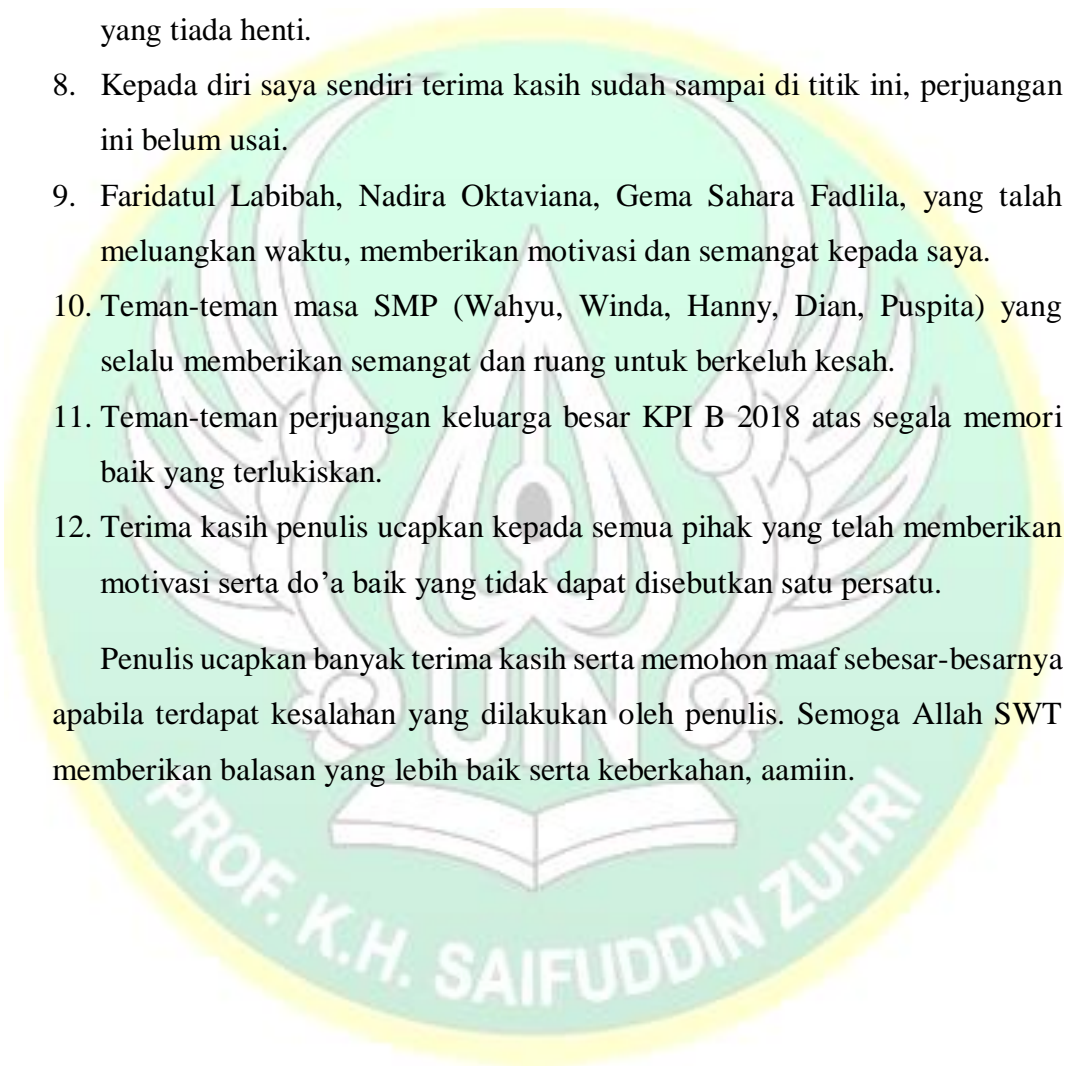 yang tiada henti.
8. Kepada diri saya sendiri terima kasih sudah sampai di titik ini, perjuangan
ini belum usai.
9. Faridatul Labibah, Nadira Oktaviana, Gema Sahara Fadlila, yang talah
meluangkan waktu, memberikan motivasi dan semangat kepada saya.
10. Teman-teman masa SMP (Wahyu, Winda, Hanny, Dian, Puspita) yang
selalu memberikan semangat dan ruang untuk berkeluh kesah.
11. Teman-teman perjuangan keluarga besar KPI B 2018 atas segala memori
baik yang terlukiskan.
12. Terima kasih penulis ucapkan kepada semua pihak yang telah memberikan
motivasi serta do’a baik yang tidak dapat disebutkan satu persatu.
Penulis ucapkan banyak terima kasih serta memohon maaf sebesar-besarnya
apabila terdapat kesalahan yang dilakukan oleh penulis. Semoga Allah SWT
memberikan balasan yang lebih baik serta keberkahan, aamiin.
UIN
PROF. K.H. SAIFUDDIN ZUHRI